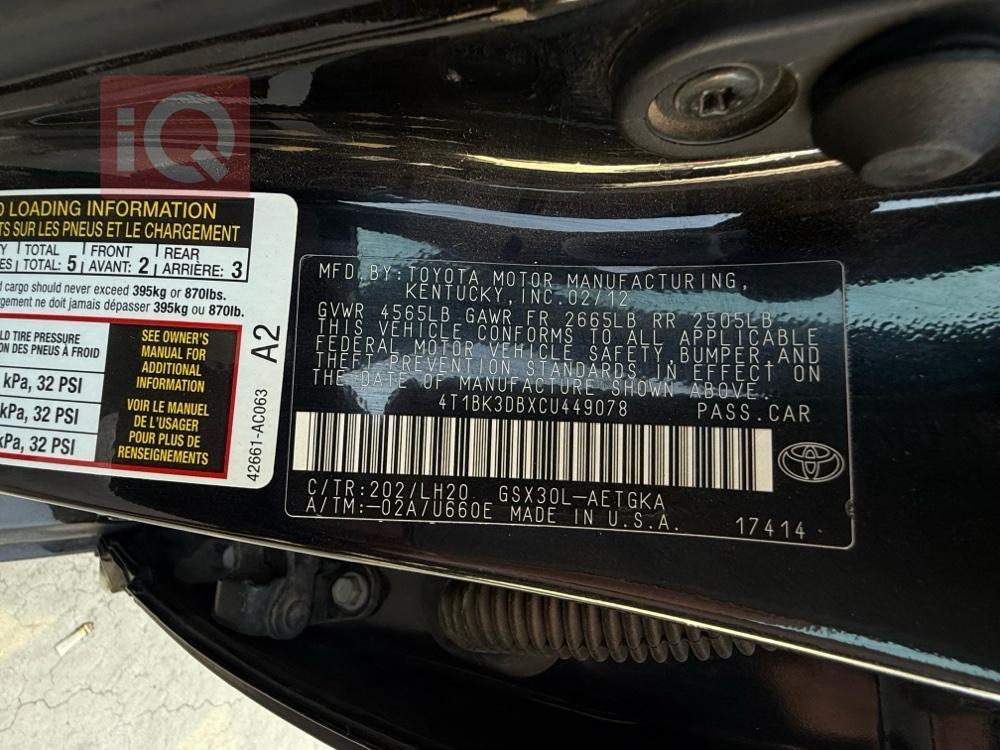 iQ
D LOADING INFORMATION
TS SUR LES PNEUS ET LE CHARGEMENT
TOTAL FRONT REAR
TOTAL: 5 AVANT: 2 ARRIÈRE: 3
d cargo should never exceed 395kg or 870lbs.
rgement ne doit jamais dépasser 395kg ou 870lb.
LD TIRE PRESSURE
ON DES PNEUS À FROID
kPa, 32 PSI
kPa, 32 PSI
kPa, 32 PSI
SEE OWNER'S
MANUAL FOR
ADDITIONAL
INFORMATION
VOIR LE MANUEL
DE L'USAGER
POUR PLUS DE
RENSEIGNEMENTS
A2
42661-AC063
MFD.BY:TOYOTA MOTOR MANUFACTURING,
KENTUCKY,INC.02/12
GVWR 4565LB GAWR FR 2665LB RR 2505LB
THIS VEHICLE CONFORMS TO ALL APPLICABLE
FEDERAL MOTOR VEHICLE SAFETY,BUMPER,AND
THEFT PREVENTION STANDARDS IN EFFECT ON
THE DATE OF MANUFACTURE SHOWN ABOVE.
4T1BK3DBXCU449078 PASS.CAR
C/TR:202/LH20 GSX30L-AETGKA
A/TM:-02A/U660E MADE IN U.S.A. 17414